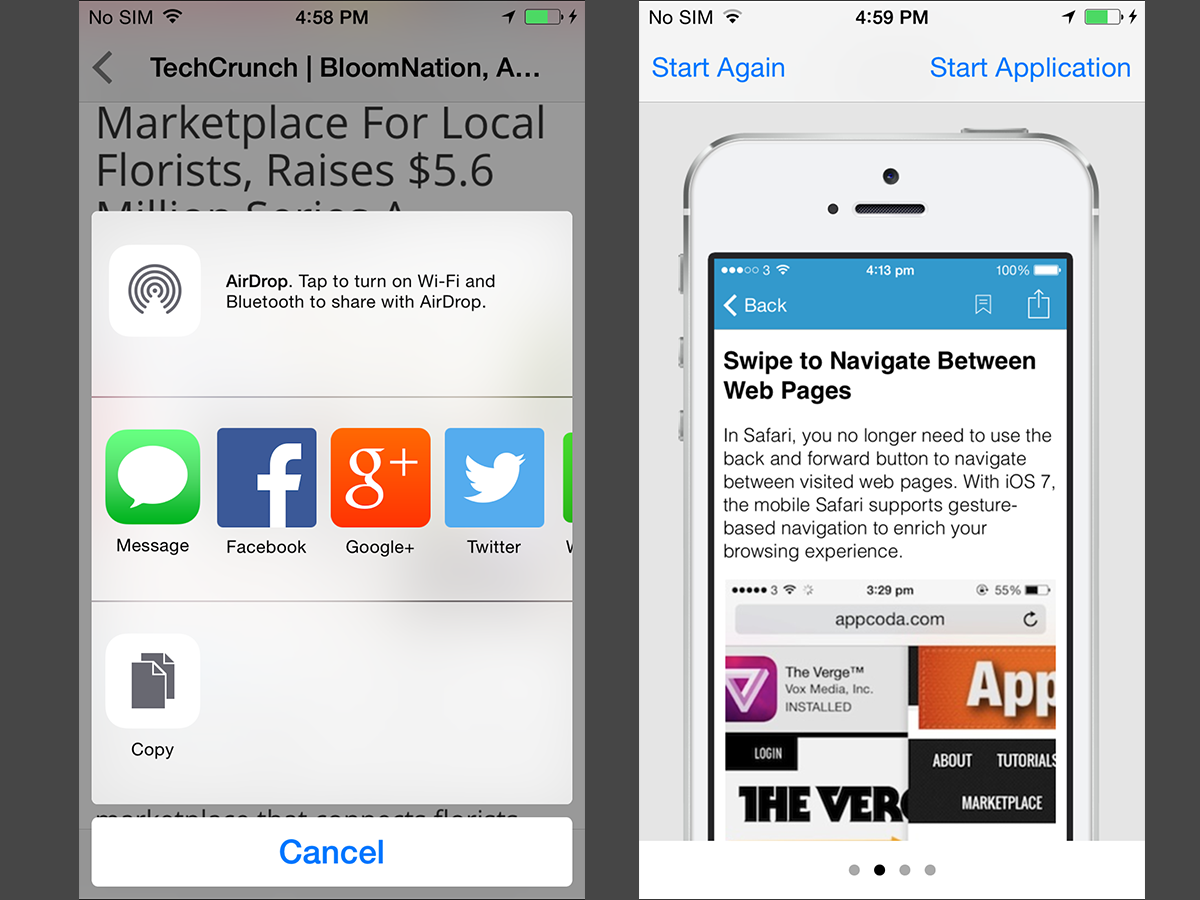 No SIM 4:58 PM
TechCrunch | BloomNation, A...
Marketplace For Local
Florists, Raises $5.6
Million Series A
AirDrop. Tap to turn on Wi-Fi and
Bluetooth to share with AirDrop.
Message Facebook Google+ Twitter
Copy
marketplace that connects florists
Cancel
No SIM 4:59 PM
Start Again Start Application
3 4:13 pm 100%
Back
Swipe to Navigate Between
Web Pages
In Safari, you no longer need to use the
back and forward button to navigate
between visited web pages. With iOS 7,
the mobile Safari supports gesture-
based navigation to enrich your
browsing experience.
3 3:29 pm 55%
appcoda.com
The Verge™
Vox Media, Inc.
INSTALLED
App
LOGIN
ABOUT TUTORIALS
THE VER
MARKETPLACE